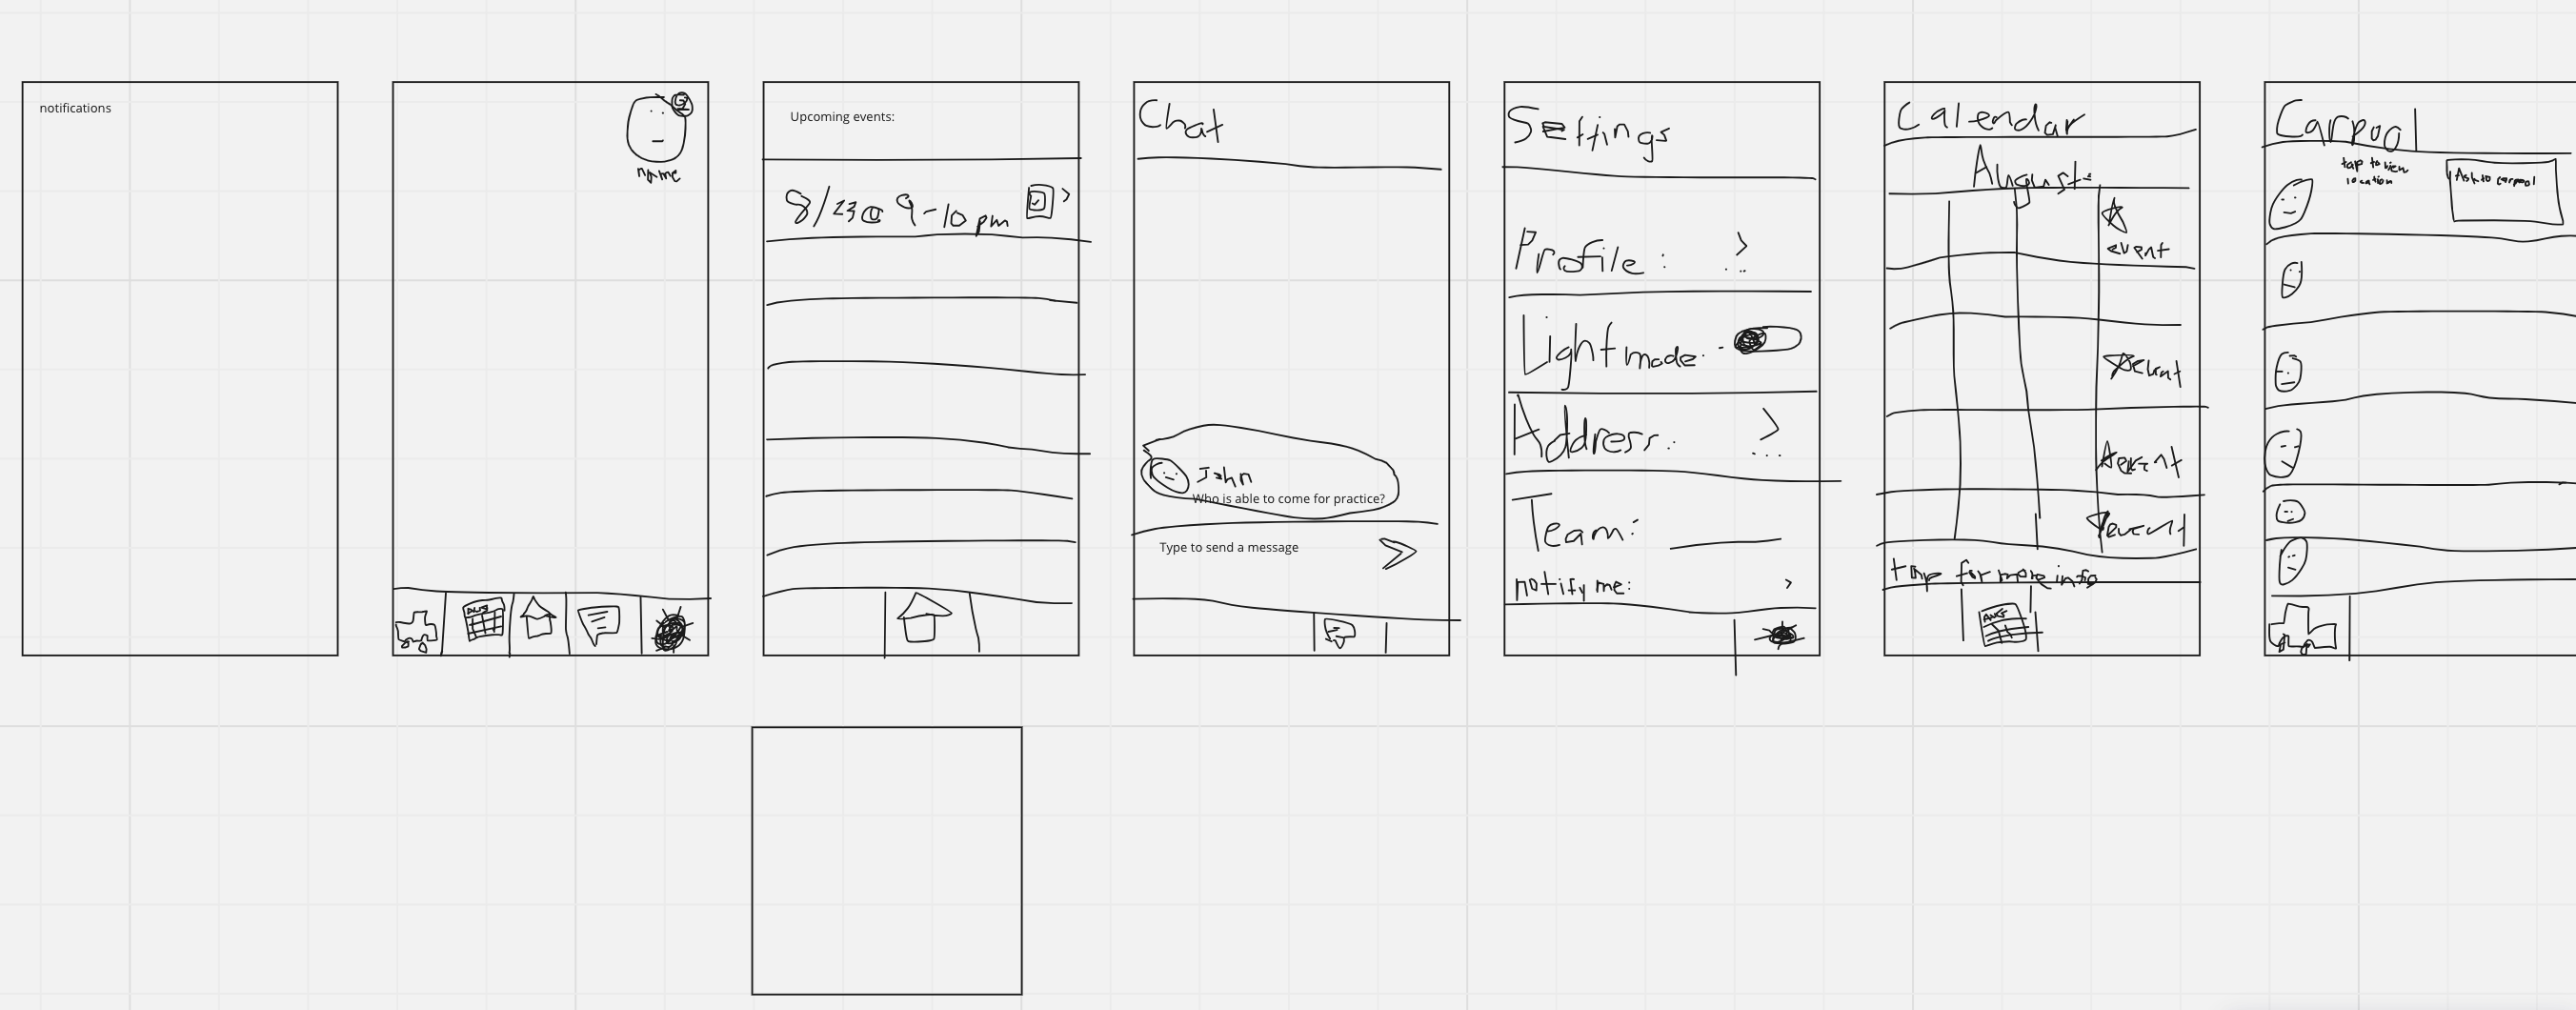 notifications
name
Upcoming events:
8/23 @ 9-10 pm
Chat
John
Who is able to come for practice?
Type to send a message
Settings
Profile:
Light mode:
Address:
Team:
notify me:
Calendar
August:
event
event
event
event
tap for more info
AUG
Carpool
tap to view
location
Ask to carpool